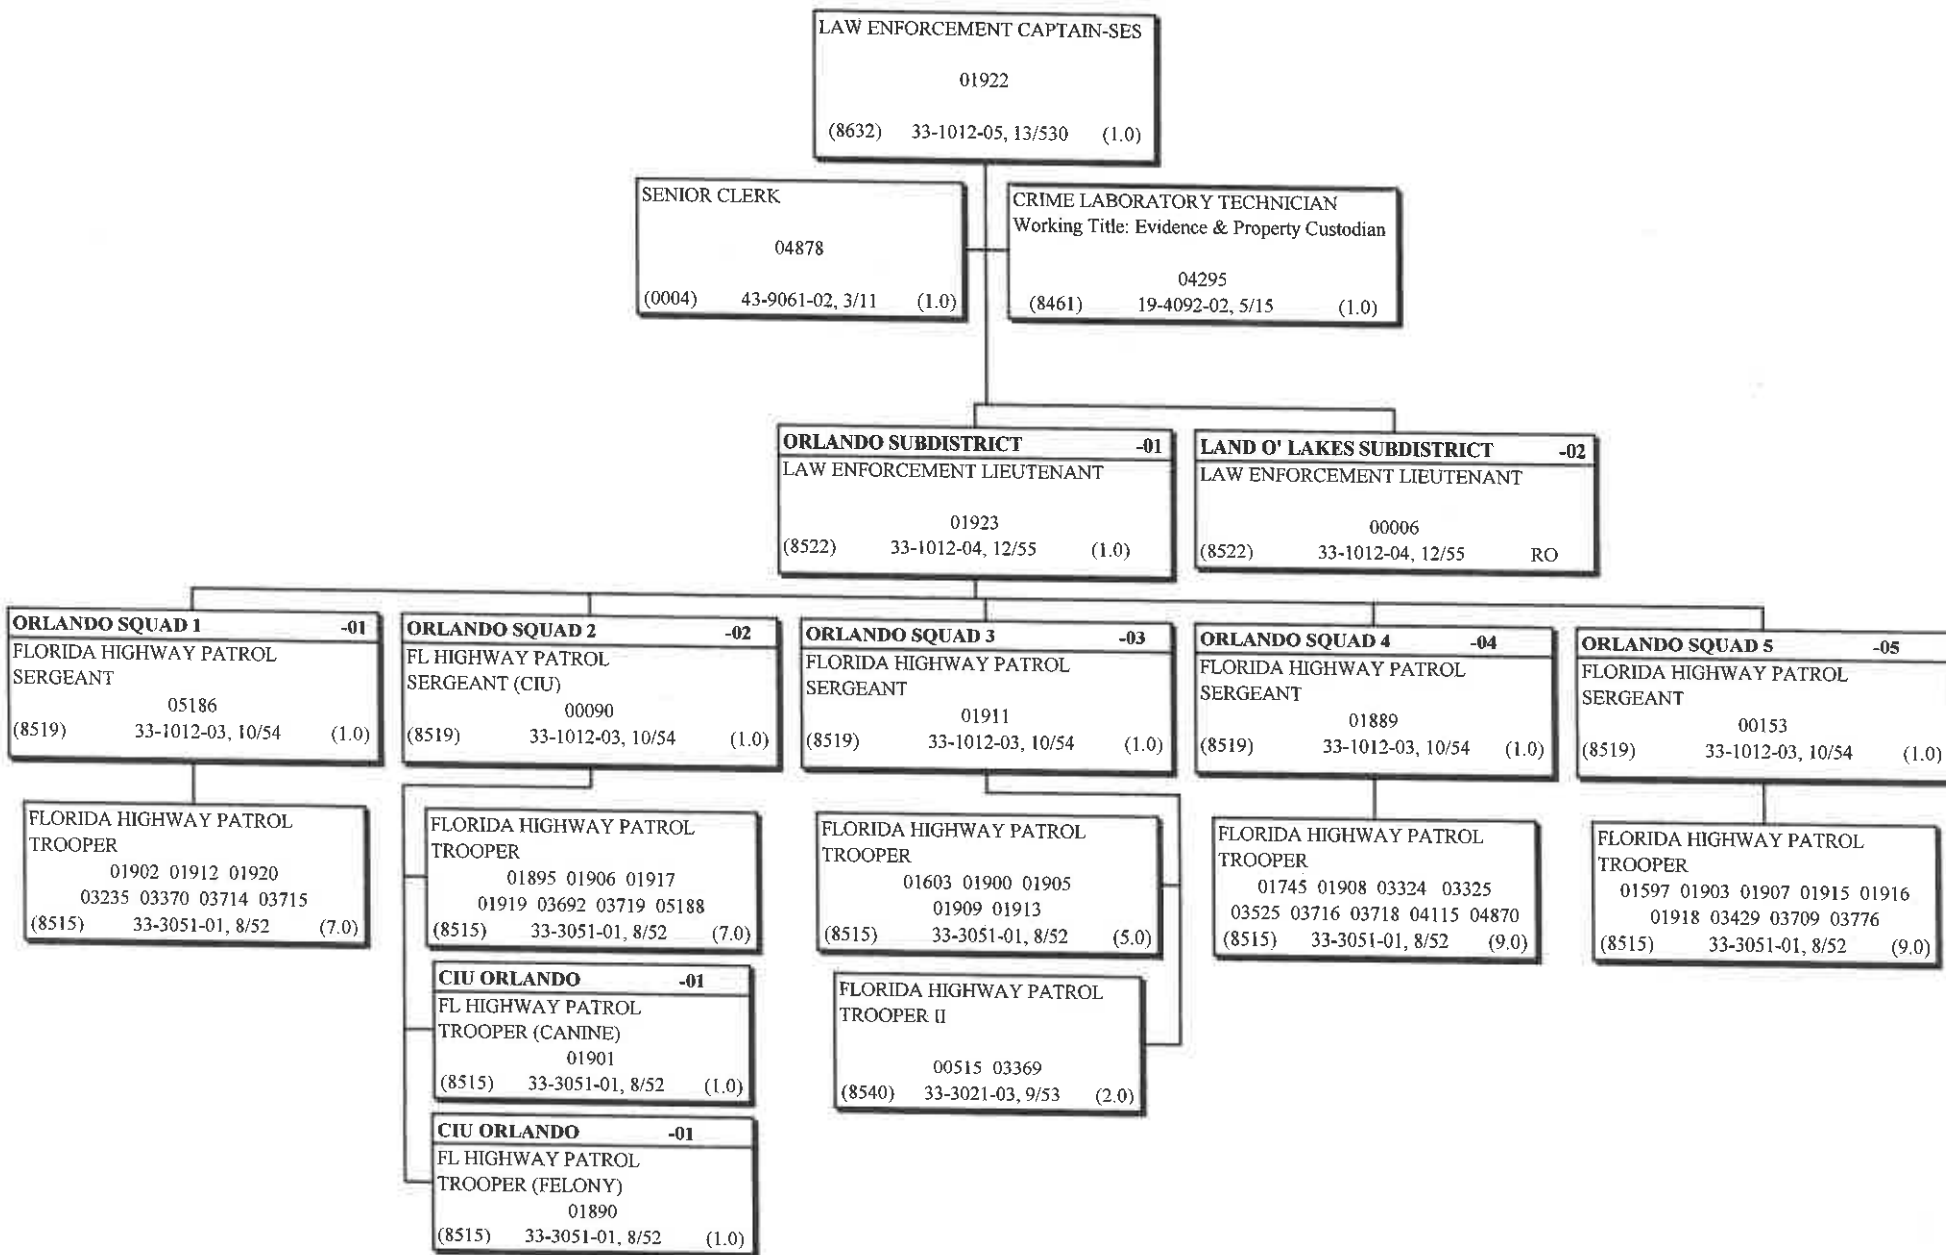 LAW ENFORCEMENT CAPTAIN-SES
01922
(8632) 33-1012-05, 13/530 (1.0)
SENIOR CLERK
04878
(0004) 43-9061-02, 3/11 (1.0)
CRIME LABORATORY TECHNICIAN
Working Title: Evidence & Property Custodian
04295
(8461) 19-4092-02, 5/15 (1.0)
ORLANDO SUBDISTRICT -01
LAW ENFORCEMENT LIEUTENANT
01923
(8522) 33-1012-04, 12/55 (1.0)
LAND O' LAKES SUBDISTRICT -02
LAW ENFORCEMENT LIEUTENANT
00006
(8522) 33-1012-04, 12/55 RO
ORLANDO SQUAD 1 -01
FLORIDA HIGHWAY PATROL
SERGEANT
05186
(8519) 33-1012-03, 10/54 (1.0)
ORLANDO SQUAD 2 -02
FL HIGHWAY PATROL
SERGEANT (CIU)
00090
(8519) 33-1012-03, 10/54 (1.0)
ORLANDO SQUAD 3 -03
FLORIDA HIGHWAY PATROL
SERGEANT
01911
(8519) 33-1012-03, 10/54 (1.0)
ORLANDO SQUAD 4 -04
FLORIDA HIGHWAY PATROL
SERGEANT
01889
(8519) 33-1012-03, 10/54 (1.0)
ORLANDO SQUAD 5 -05
FLORIDA HIGHWAY PATROL
SERGEANT
00153
(8519) 33-1012-03, 10/54 (1.0)
FLORIDA HIGHWAY PATROL
TROOPER
01902 01912 01920
03235 03370 03714 03715
(8515) 33-3051-01, 8/52 (7.0)
FLORIDA HIGHWAY PATROL
TROOPER
01895 01906 01917
01919 03692 03719 05188
(8515) 33-3051-01, 8/52 (7.0)
CIU ORLANDO -01
FL HIGHWAY PATROL
TROOPER (CANINE)
01901
(8515) 33-3051-01, 8/52 (1.0)
CIU ORLANDO -01
FL HIGHWAY PATROL
TROOPER (FELONY)
01890
(8515) 33-3051-01, 8/52 (1.0)
FLORIDA HIGHWAY PATROL
TROOPER
01603 01900 01905
01909 01913
(8515) 33-3051-01, 8/52 (5.0)
FLORIDA HIGHWAY PATROL
TROOPER II
00515 03369
(8540) 33-3021-03, 9/53 (2.0)
FLORIDA HIGHWAY PATROL
TROOPER
01745 01908 03324 03325
03525 03716 03718 04115 04870
(8515) 33-3051-01, 8/52 (9.0)
FLORIDA HIGHWAY PATROL
TROOPER
01597 01903 01907 01915 01916
01918 03429 03709 03776
(8515) 33-3051-01, 8/52 (9.0)